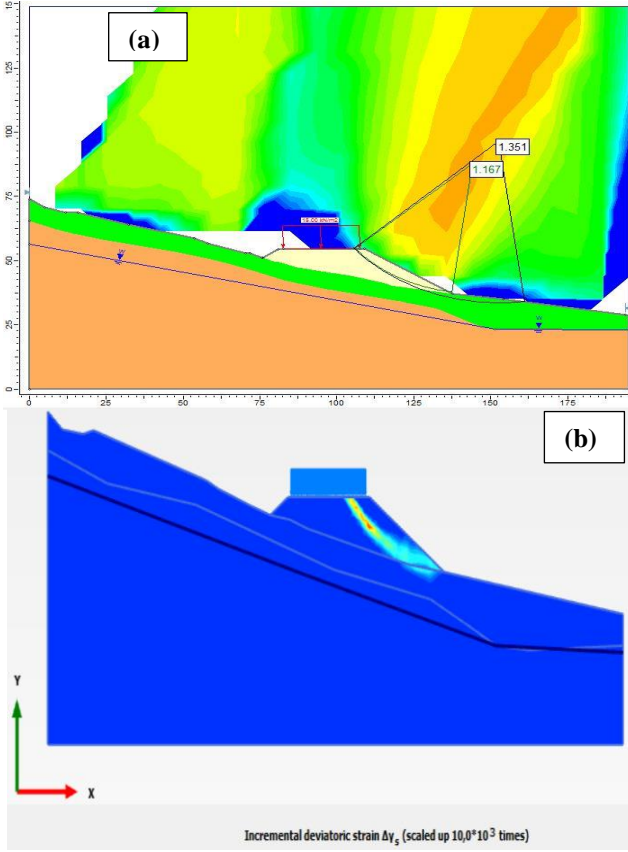 (a)
15
125
100
75
50
25
0
1.351
1.167
W
W
0 25 50 75 100 125 150 175
(b)
Y
X
Incremental deviatoric strain Δγs (scaled up 10,0*10³ times)